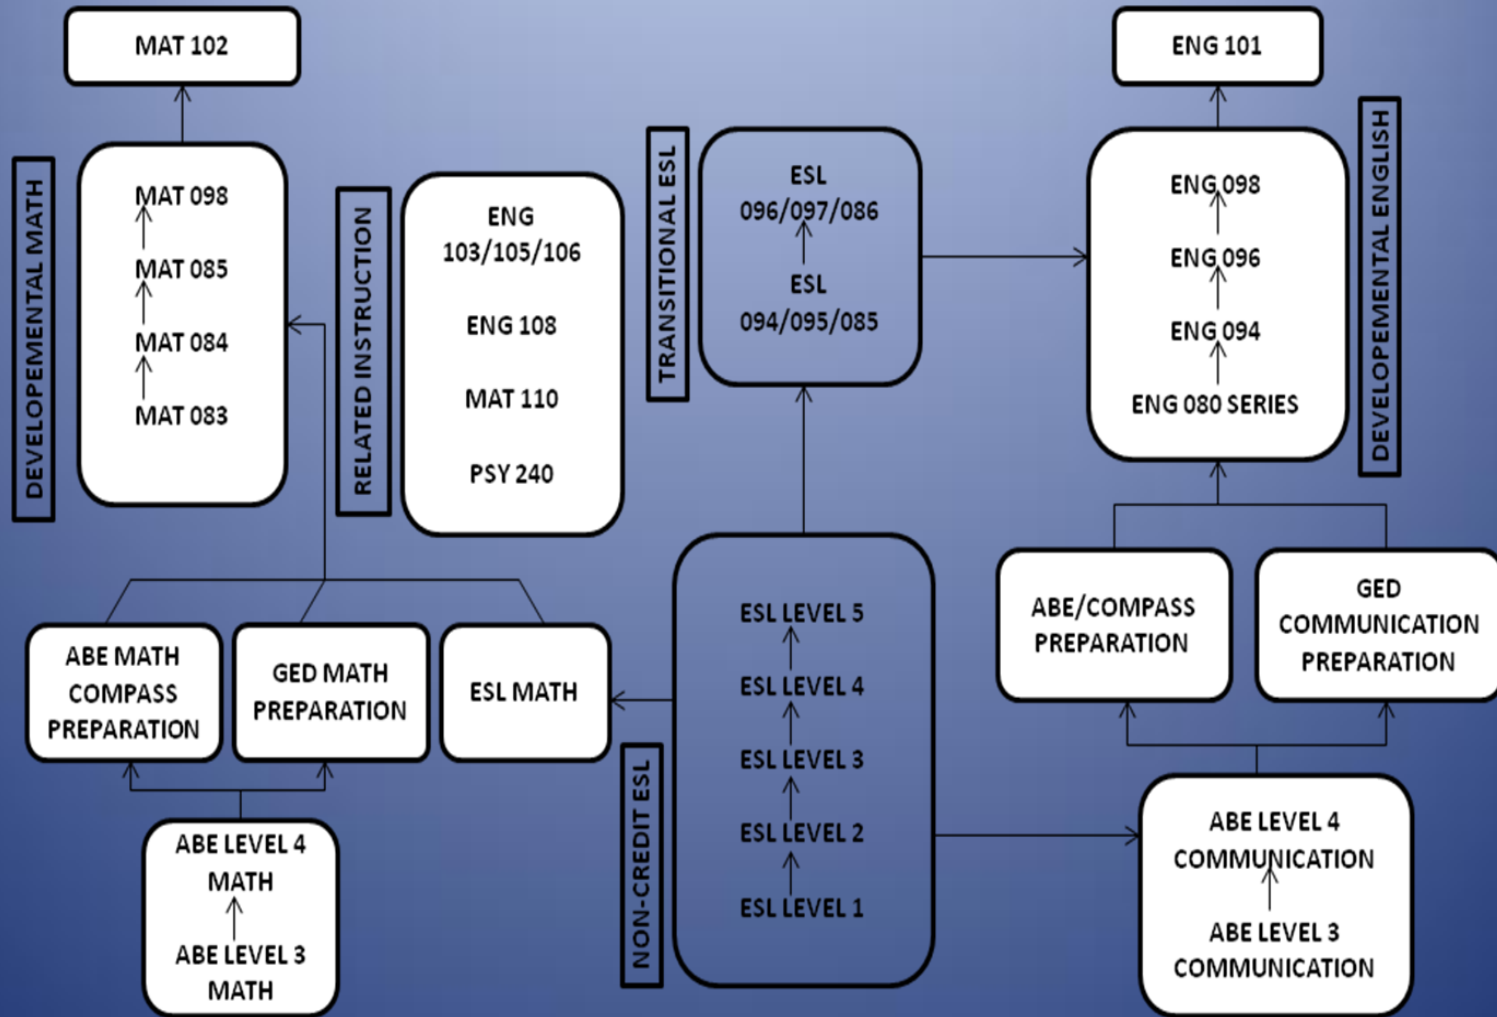 MAT 102
ENG 101
DEVELOPEMENTAL MATH
MAT 098
MAT 085
MAT 084
MAT 083
RELATED INSTRUCTION
ENG
103/105/106
ENG 108
MAT 110
PSY 240
TRANSITIONAL ESL
ESL
096/097/086
ESL
094/095/085
ENG 098
ENG 096
ENG 094
ENG 080 SERIES
DEVELOPEMENTAL ENGLISH
ABE MATH
COMPASS
PREPARATION
GED MATH
PREPARATION
ESL MATH
NON-CREDIT ESL
ESL LEVEL 5
ESL LEVEL 4
ESL LEVEL 3
ESL LEVEL 2
ESL LEVEL 1
ABE/COMPASS
PREPARATION
GED
COMMUNICATION
PREPARATION
ABE LEVEL 4
MATH
ABE LEVEL 3
MATH
ABE LEVEL 4
COMMUNICATION
ABE LEVEL 3
COMMUNICATION